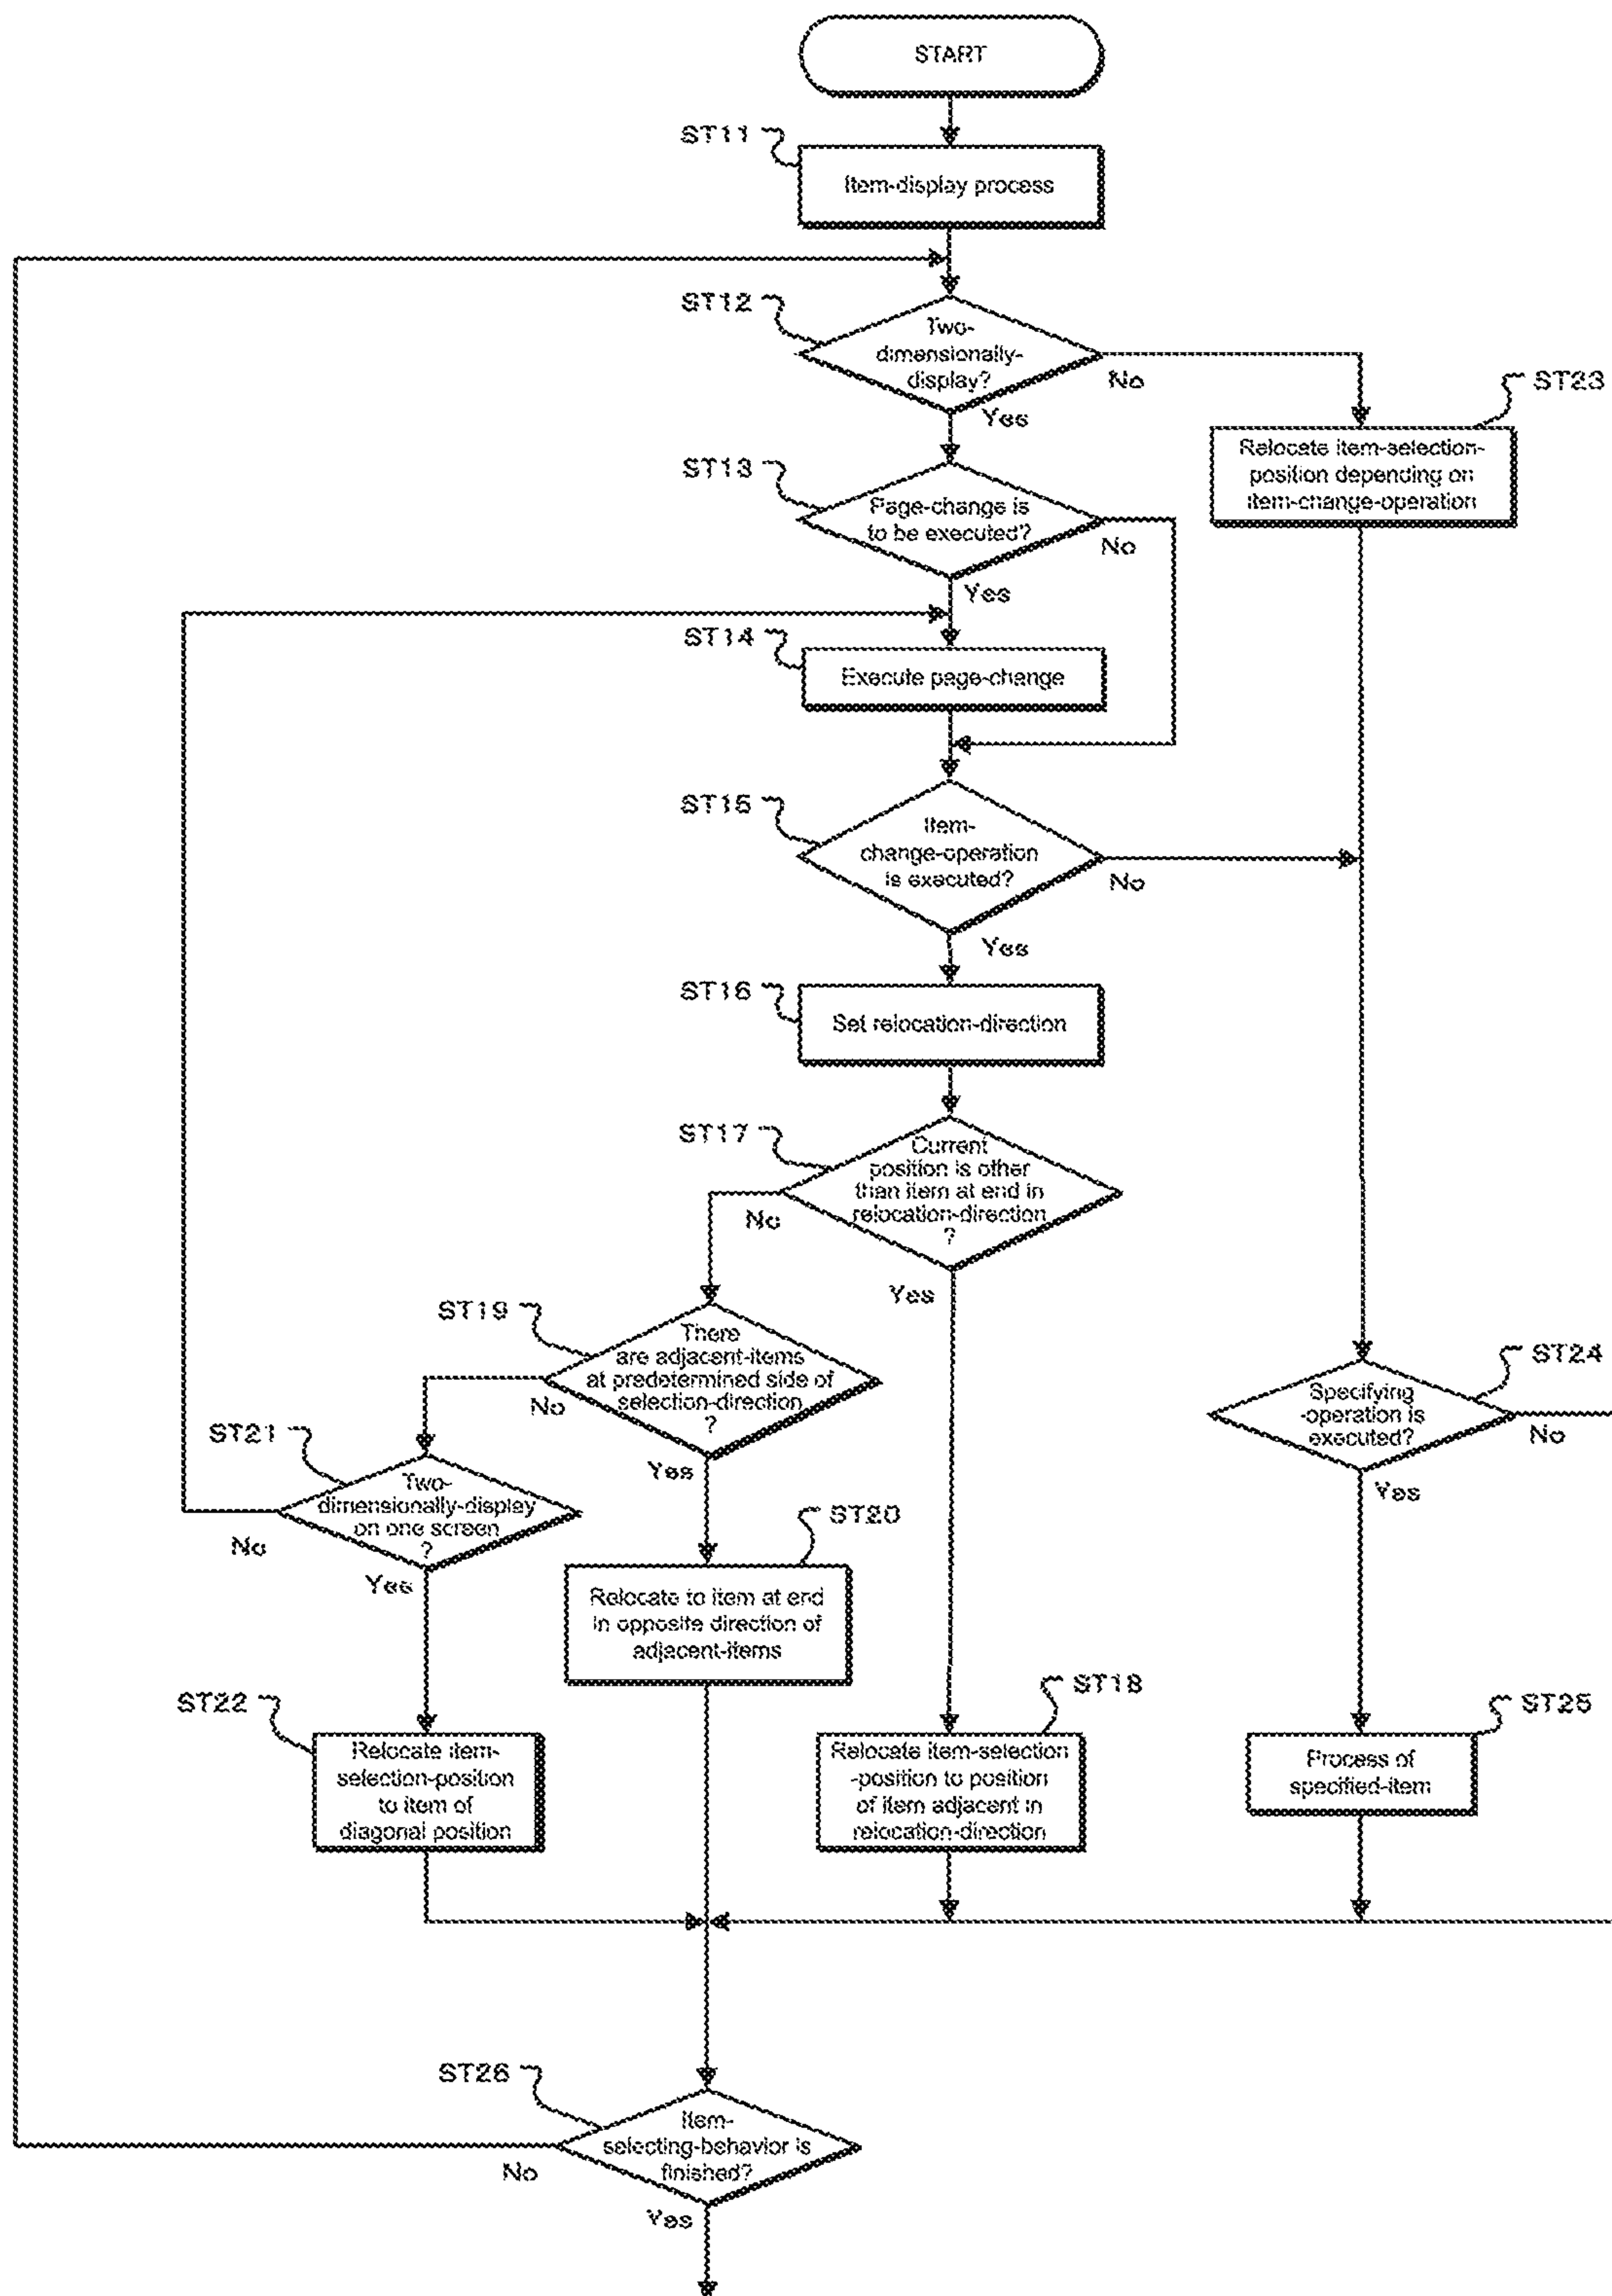 START
ST11
Item-display process
ST12
Two-
dimensionally-
display?
No
Yes
ST23
Relocate item-selection-
position depending on
item-change-operation
ST13
Page-change is
to be executed?
No
Yes
ST14
Execute page-change
ST15
Item-
change-operation
is executed?
No
Yes
ST16
Set relocation-direction
ST17
Current
position is other
than item at end in
relocation-direction
?
No
Yes
ST19
There
are adjacent-items
at predetermined side of
selection-direction
?
No
Yes
ST24
Specifying
-operation is
executed?
No
Yes
ST21
Two-
dimensionally-display
on one screen
?
No
Yes
ST20
Relocate to item at end
in opposite direction of
adjacent-items
ST22
Relocate item-
selection-position
to item of
diagonal position
ST18
Relocate item-selection
-position to position
of item adjacent in
relocation-direction
ST25
Process of
specified-item
ST26
Item-
selecting-behavior is
finished?
No
Yes